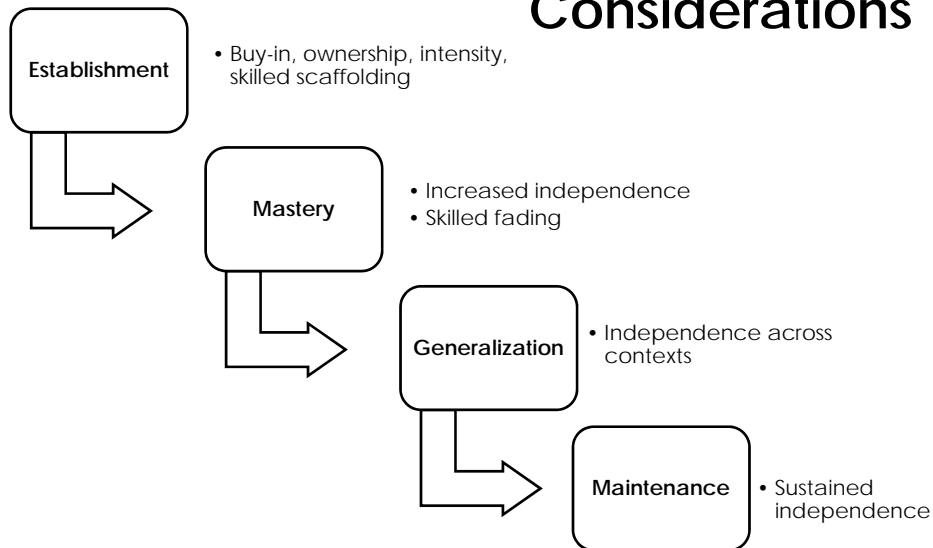 Considerations
Establishment
• Buy-in, ownership, intensity,
skilled scaffolding
Mastery
• Increased independence
• Skilled fading
Generalization
• Independence across
contexts
Maintenance
• Sustained
independence